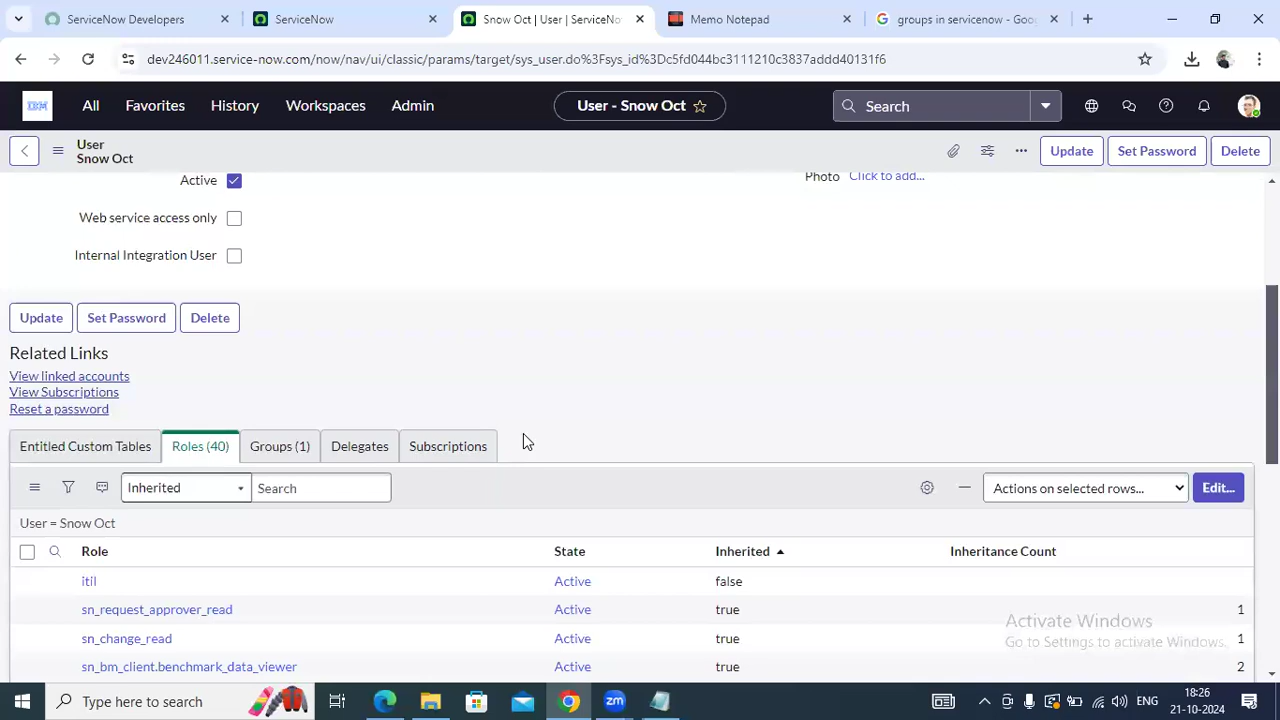 ServiceNow Developers
ServiceNow
Snow Oct | User | ServiceNo
Memo Notepad
groups in servicenow - Goo
dev246011.service-now.com/now/nav/ui/classic/params/target/sys_user.do%3Fsys_id%3Dc5fd044bc3111210c3837addd40131f6
IBM All Favorites History Workspaces Admin User - Snow Oct Search
User
Snow Oct
Update Set Password Delete
Active
Photo Click to add...
Web service access only
Internal Integration User
Update Set Password Delete
Related Links
View linked accounts
View Subscriptions
Reset a password
Entitled Custom Tables Roles (40) Groups (1) Delegates Subscriptions
Inherited Search Actions on selected rows... Edit...
User = Snow Oct
Role State Inherited Inheritance Count
itil Active false
sn_request_approver_read Active true 1
sn_change_read Active true 1
sn_bm_client.benchmark_data_viewer Active true 2
Activate Windows
Go to Settings to activate Windows.
Type here to search
ENG
18:26
21-10-2024